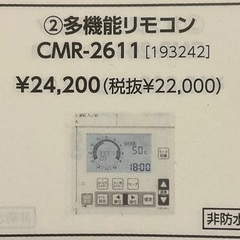 ②多機能リモコン
CMR-2611 [193242]
¥24,200(税抜¥22,000)
50℃
18:00
非防水